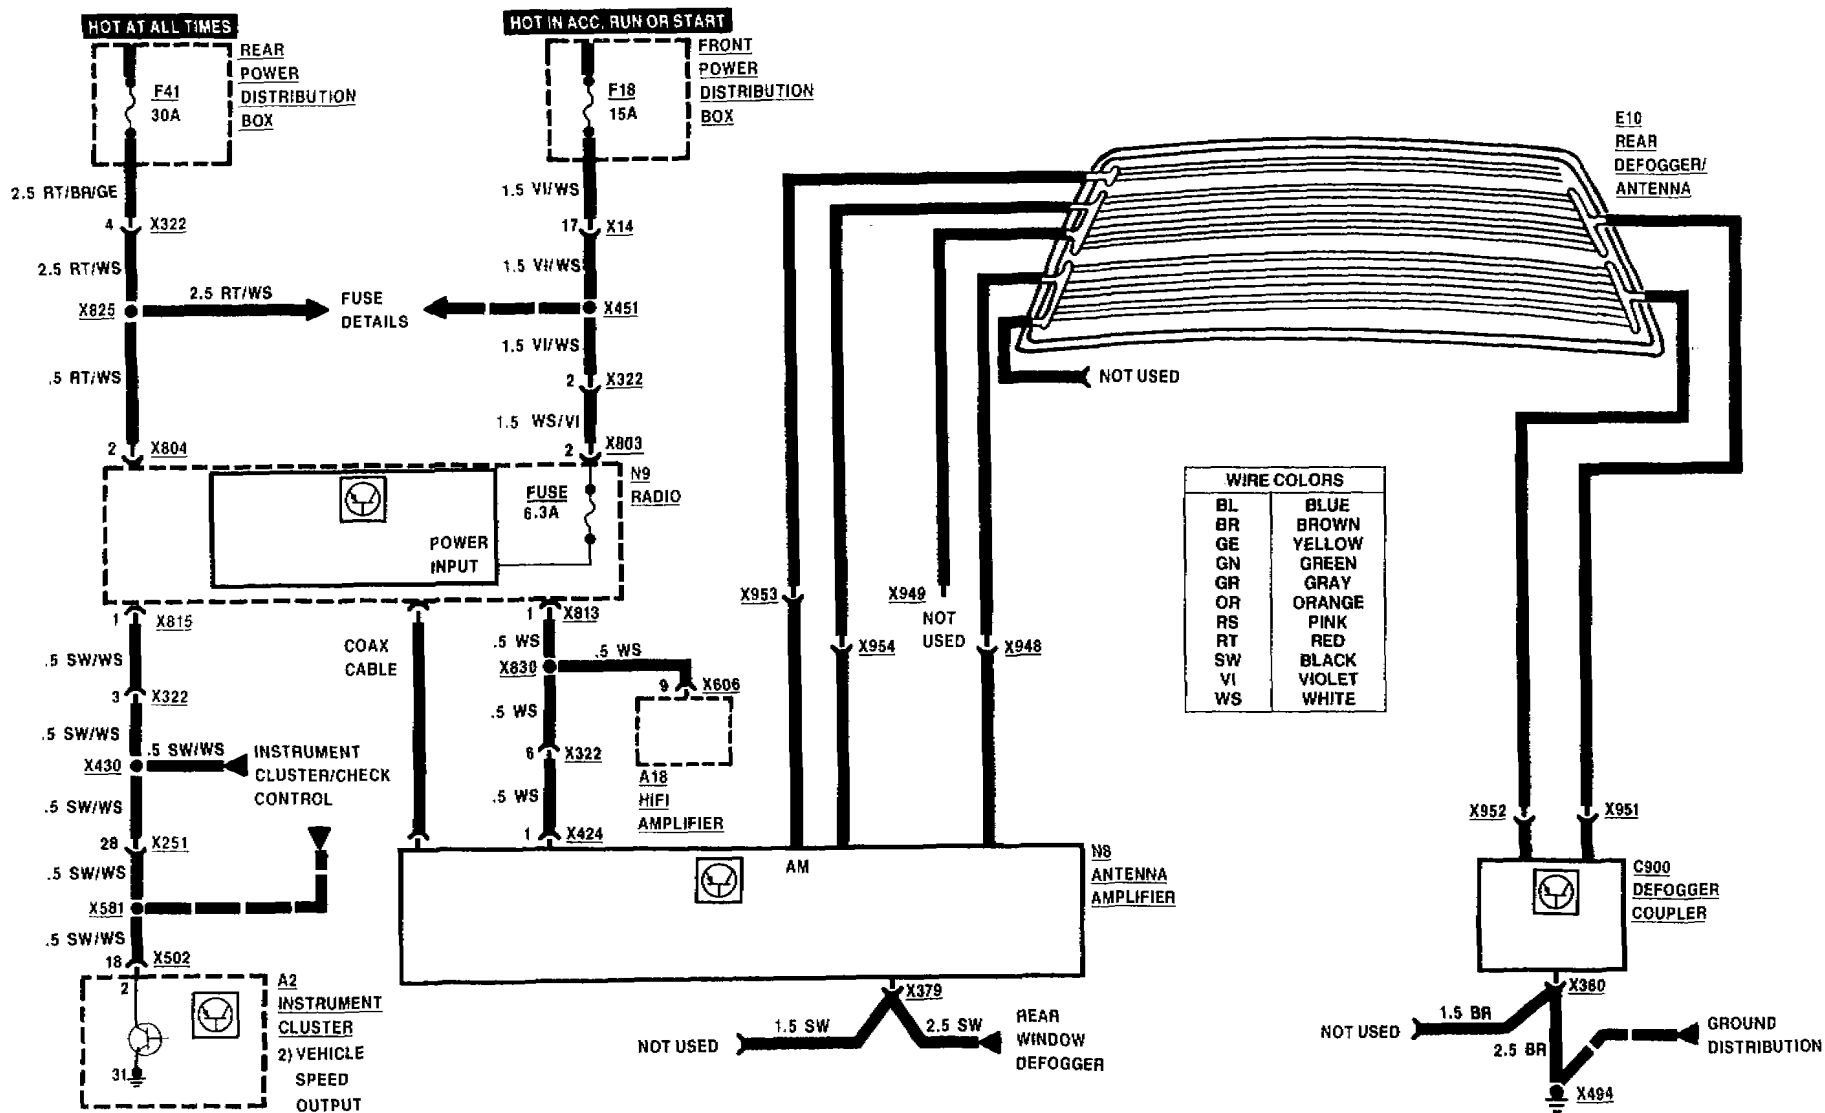 HOT AT ALL TIMES
HOT IN ACC, RUN OR START
REAR
POWER
DISTRIBUTION
BOX
F41
30A
FRONT
POWER
DISTRIBUTION
BOX
F18
15A
2.5 RT/BR/GE
4
X322
2.5 RT/WS
X825
2.5 RT/WS
FUSE
DETAILS
.5 RT/WS
2
X804
1.5 VI/WS
17
X14
1.5 VI/WS
X451
1.5 VI/WS
2
X322
1.5 WS/VI
2
X803
N9
RADIO
FUSE
6.3A
POWER
INPUT
1
X815
.5 SW/WS
3
X322
.5 SW/WS
X430
.5 SW/WS
INSTRUMENT
CLUSTER/CHECK
CONTROL
.5 SW/WS
28
X251
.5 SW/WS
X581
.5 SW/WS
18
X502
2
31
A2
INSTRUMENT
CLUSTER
2) VEHICLE
SPEED
OUTPUT
COAX
CABLE
1
X813
.5 WS
X830
.5 WS
9
X606
A18
HIFI
AMPLIFIER
.5 WS
6
X322
.5 WS
1
X424
X953
X954
X949
NOT
USED
X948
AM
N8
ANTENNA
AMPLIFIER
X379
1.5 SW
NOT USED
2.5 SW
REAR
WINDOW
DEFOGGER
E10
REAR
DEFOGGER/
ANTENNA
NOT USED
WIRE COLORS
BL BLUE
BR BROWN
GE YELLOW
GN GREEN
GR GRAY
OR ORANGE
RS PINK
RT RED
SW BLACK
VI VIOLET
WS WHITE
X952
X951
C900
DEFOGGER
COUPLER
X360
1.5 BR
NOT USED
2.5 BR
GROUND
DISTRIBUTION
X494